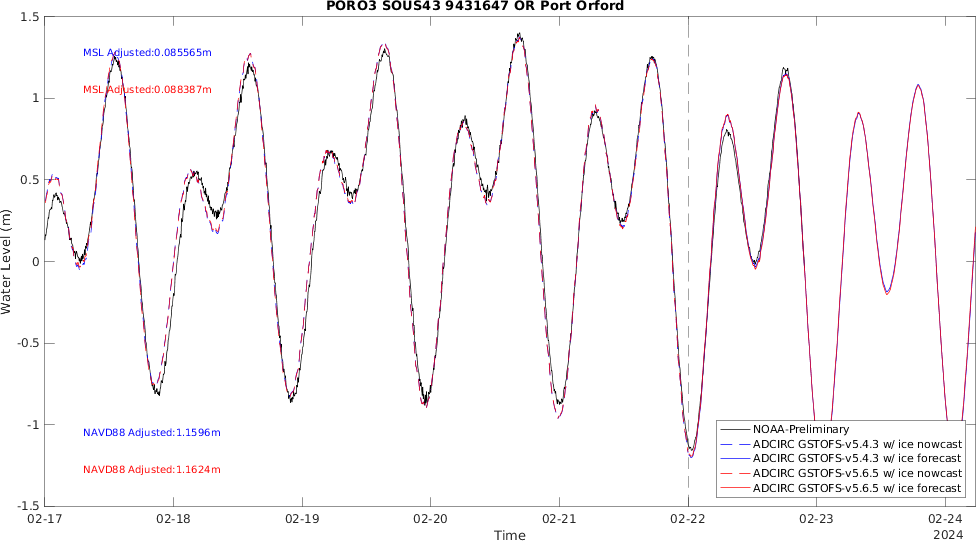 PORO3 SOUS43 9431647 OR Port Orford
Water Level (m)
1.5
1
0.5
0
-0.5
-1
-1.5
MSL Adjusted:0.085565m
MSL Adjusted:0.088387m
NAVD88 Adjusted:1.1596m
NAVD88 Adjusted:1.1624m
NOAA-Preliminary
ADCIRC GSTOFS-v5.4.3 w/ ice nowcast
ADCIRC GSTOFS-v5.4.3 w/ ice forecast
ADCIRC GSTOFS-v5.6.5 w/ ice nowcast
ADCIRC GSTOFS-v5.6.5 w/ ice forecast
02-17 02-18 02-19 02-20 02-21 02-22 02-23 02-24
Time
2024